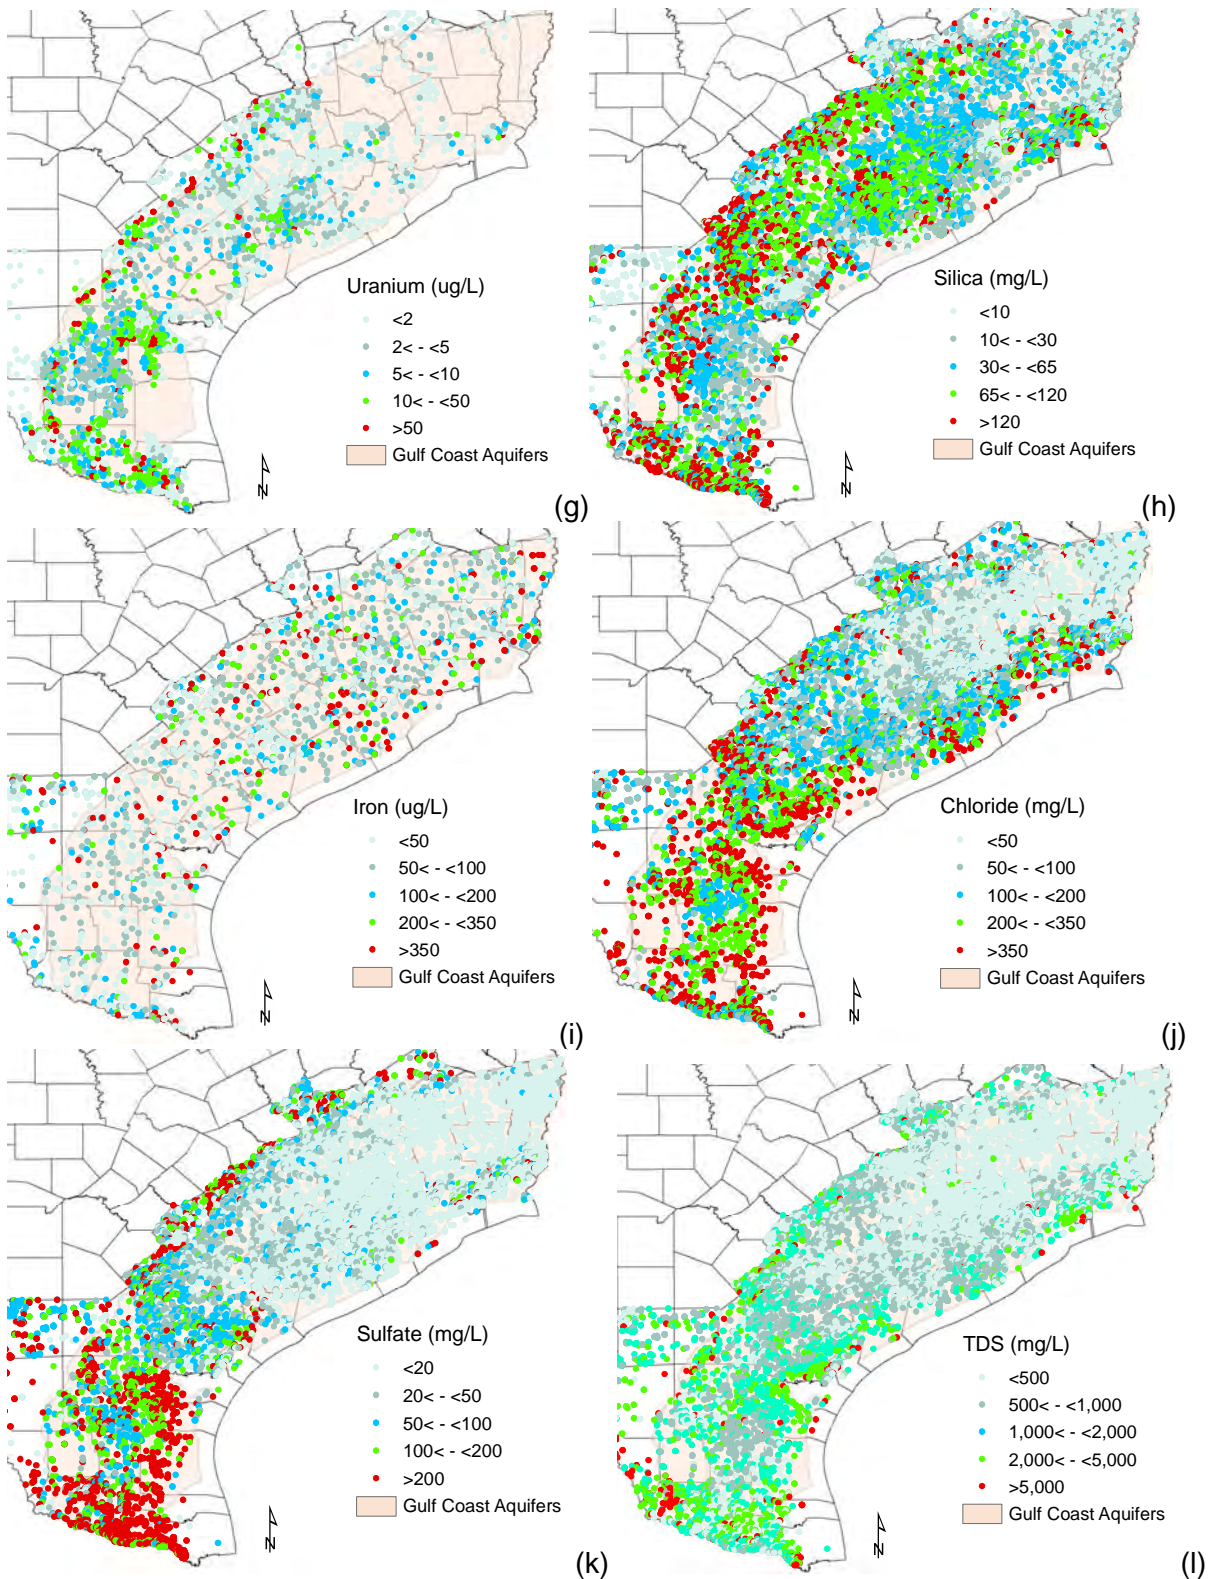 Uranium (ug/L)
<2
2< - <5
5< - <10
10< - <50
>50
Gulf Coast Aquifers
N
(g)
Silica (mg/L)
<10
10< - <30
30< - <65
65< - <120
>120
Gulf Coast Aquifers
N
(h)
Iron (ug/L)
<50
50< - <100
100< - <200
200< - <350
>350
Gulf Coast Aquifers
N
(i)
Chloride (mg/L)
<50
50< - <100
100< - <200
200< - <350
>350
Gulf Coast Aquifers
N
(j)
Sulfate (mg/L)
<20
20< - <50
50< - <100
100< - <200
>200
Gulf Coast Aquifers
N
(k)
TDS (mg/L)
<500
500< - <1,000
1,000< - <2,000
2,000< - <5,000
>5,000
Gulf Coast Aquifers
N
(l)